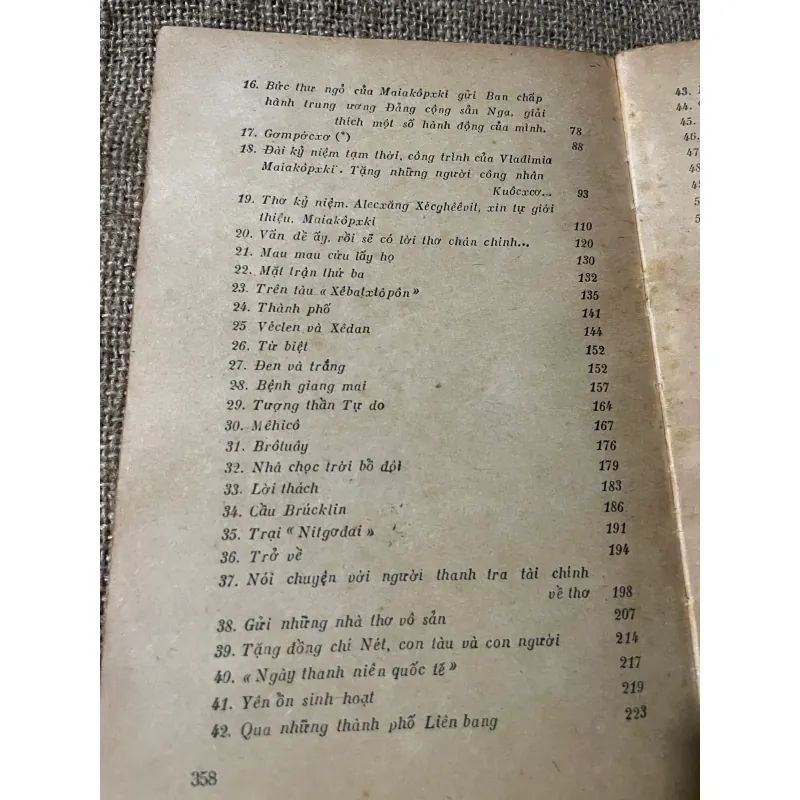 16. Bức thư ngỏ của Maiakôpxki gửi Ban chấp
hành trung ương Đảng cộng sản Nga, giải
thích một số hành động của mình. 78
17. Gơmpớcxơ (*) 88
18. Đài kỷ niệm tạm thời, công trình của Vlađimia
Maiakôpxki. Tặng những người công nhân
Kuôcxcơ... 93
19. Thơ kỷ niệm. Alecxăng Xécghêêvit, xin tự giới
thiệu. Maiakôpxki 110
20. Vấn đề ấy, rồi sẽ có lời thơ chân chính... 120
21. Mau mau cứu lấy họ 130
22. Mặt trận thứ ba 132
23. Trên tàu « Xêbatxtôpôn » 135
24. Thành phố 141
25 Véclen và Xêdan 144
26. Từ biệt 152
27. Đen và trắng 152
28. Bệnh giang mai 157
29. Tượng thần Tự do 164
30. Mêhicô 167
31. Brôtuây 176
32. Nhà chọc trời bổ đôi 179
33. Lời thách 183
34. Cầu Brúcklin 186
35. Trại « Nitgơđai » 191
36. Trở về 194
37. Nói chuyện với người thanh tra tài chính
về thơ 198
38. Gửi những nhà thơ vô sản 207
39. Tặng đồng chí Nét, con tàu và con người 214
40. « Ngày thanh niên quốc tế » 217
41. Yên ổn sinh hoạt 219
42. Qua những thành phố Liên bang 223
358
43.
44.
45.
46.
47
48